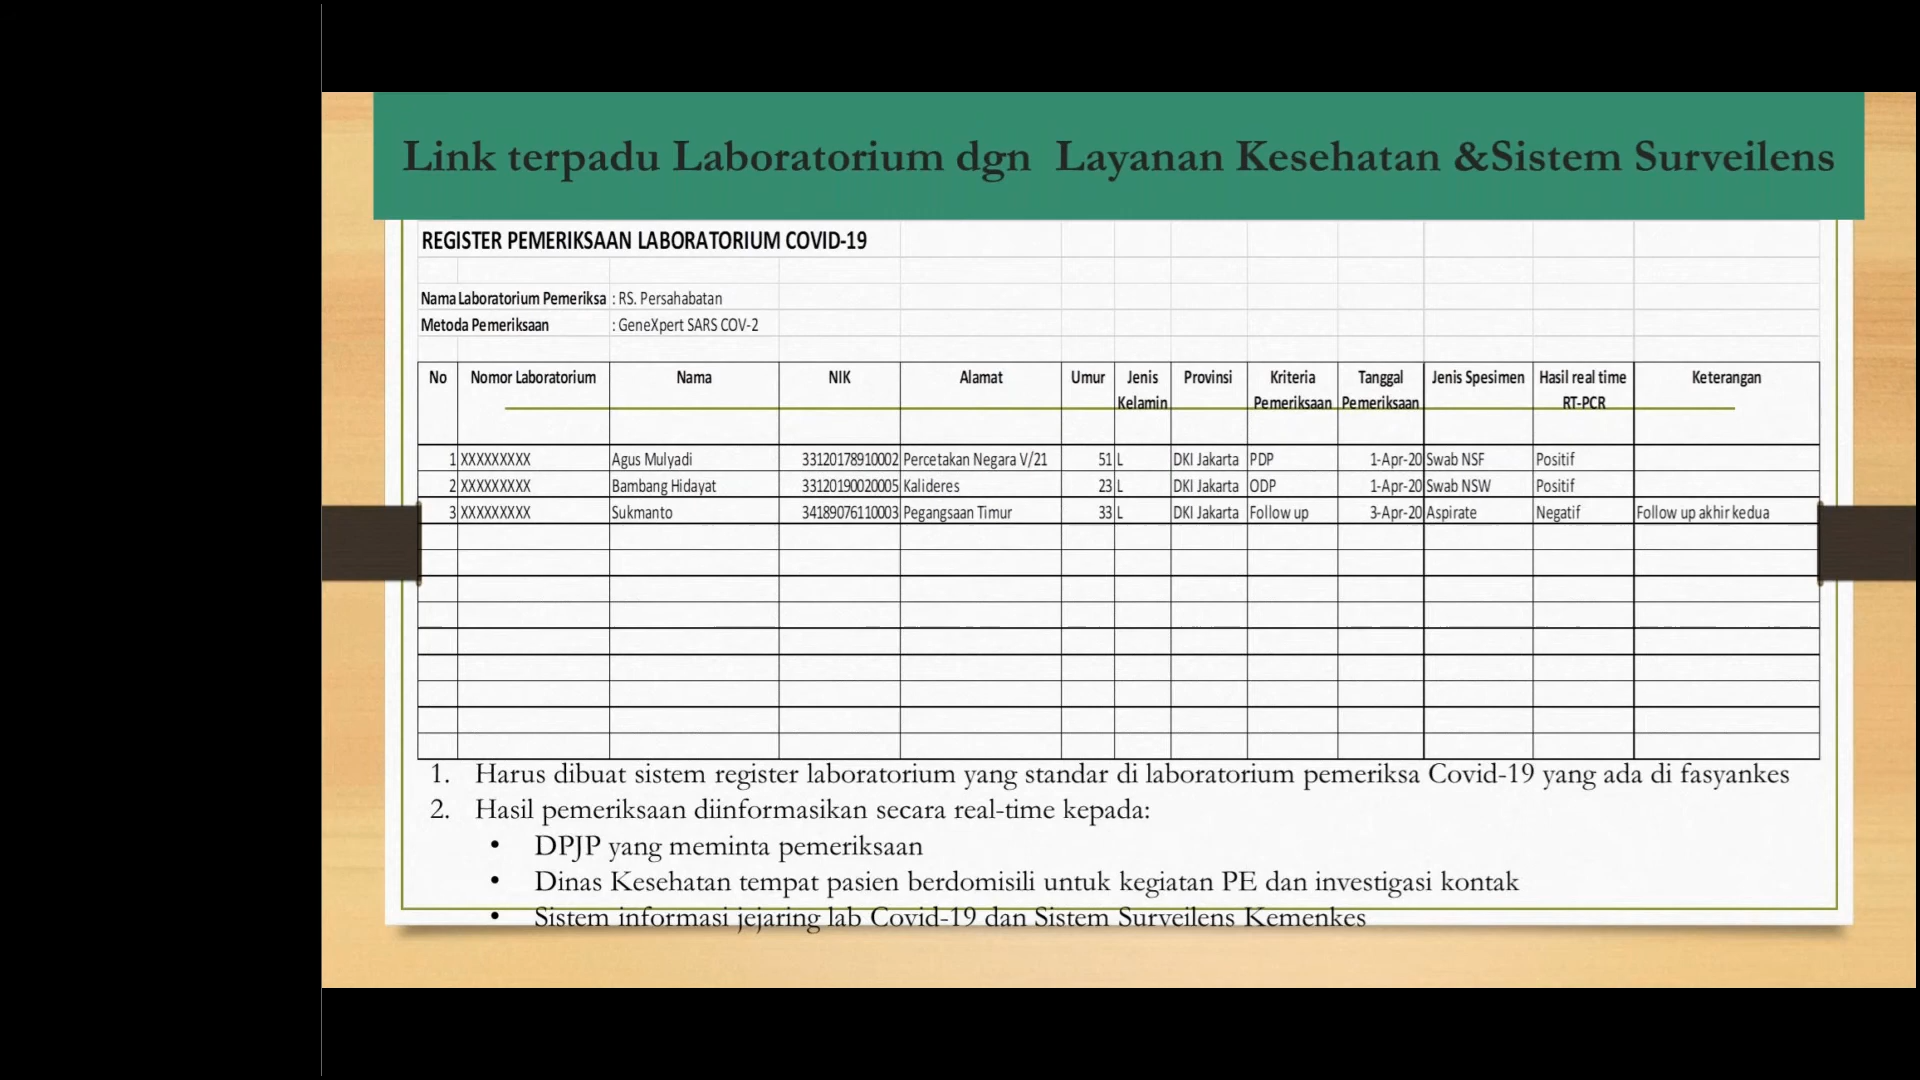 Link terpadu Laboratorium dgn Layanan Kesehatan &Sistem Surveilens
REGISTER PEMERIKSAAN LABORATORIUM COVID-19
Nama Laboratorium Pemeriksa : RS. Persahabatan
Metoda Pemeriksaan : GeneXpert SARS COV-2
No Nomor Laboratorium Nama NIK Alamat Umur Jenis Kelamin Provinsi Kriteria Pemeriksaan Tanggal Pemeriksaan Jenis Spesimen Hasil real time RT-PCR Keterangan
1 XXXXXXXXX Agus Mulyadi 33120178910002 Percetakan Negara V/21 51 L DKI Jakarta PDP 1-Apr-20 Swab NSF Positif
2 XXXXXXXXX Bambang Hidayat 33120190020005 Kalideres 23 L DKI Jakarta ODP 1-Apr-20 Swab NSW Positif
3 XXXXXXXXX Sukmanto 34189076110003 Pegangsaan Timur 33 L DKI Jakarta Follow up 3-Apr-20 Aspirate Negatif Follow up akhir kedua
1. Harus dibuat sistem register laboratorium yang standar di laboratorium pemeriksa Covid-19 yang ada di fasyankes
2. Hasil pemeriksaan diinformasikan secara real-time kepada:
• DPJP yang meminta pemeriksaan
• Dinas Kesehatan tempat pasien berdomisili untuk kegiatan PE dan investigasi kontak
• Sistem informasi jejaring lab Covid-19 dan Sistem Surveilens Kemenkes